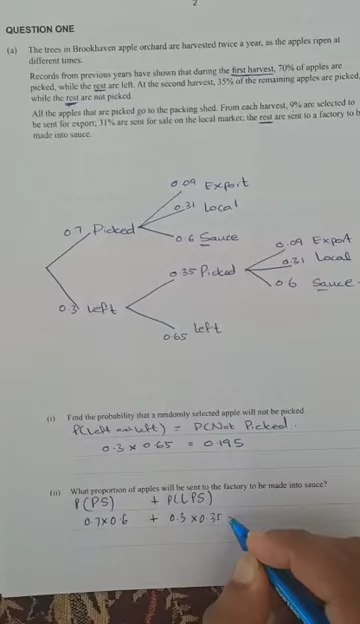 2
QUESTION ONE
(a) The trees in Brookhaven apple orchard are harvested twice a year, as the apples ripen at
different times.
Records from previous years have shown that during the first harvest, 70% of apples are
picked, while the rest are left. At the second harvest, 35% of the remaining apples are picked,
while the rest are not picked.
All the apples that are picked go to the packing shed. From each harvest, 9% are selected to
be sent for export; 31% are sent for sale on the local market; the rest are sent to a factory to b
made into sauce.
0.09 Export
0.31 Local
0.7 Picked
0.6 Sauce
0.09 Export
0.31 Local
0.35 Picked
0.6 Sauce
0.3 Left
0.65 left
(i) Find the probability that a randomly selected apple will not be picked.
P(Left and Left) = P(Not Picked.
0.3 × 0.65 = 0.195
(ii) What proportion of apples will be sent to the factory to be made into sauce?
P(PS) + P(LPS)
0.7×0.6 + 0.3×0.35